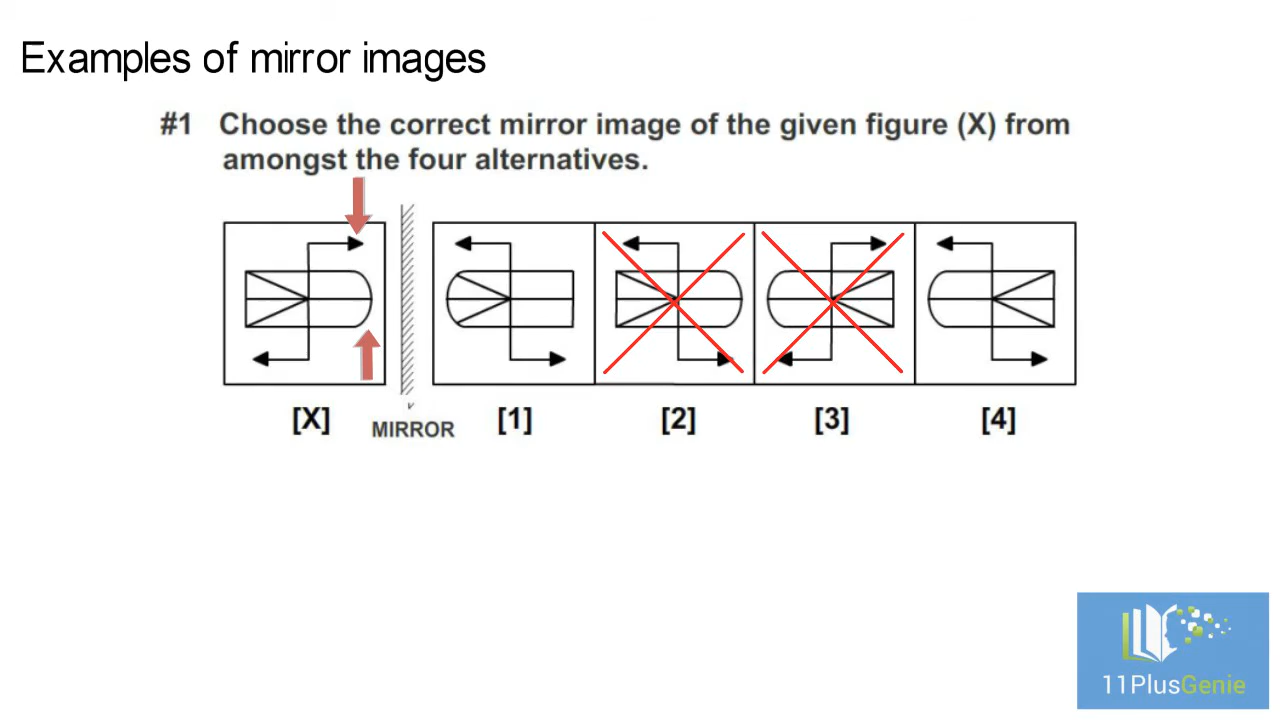 Examples of mirror images
#1 Choose the correct mirror image of the given figure (X) from
amongst the four alternatives.
[X]
MIRROR
[1]
[2]
[3]
[4]
11PlusGenie